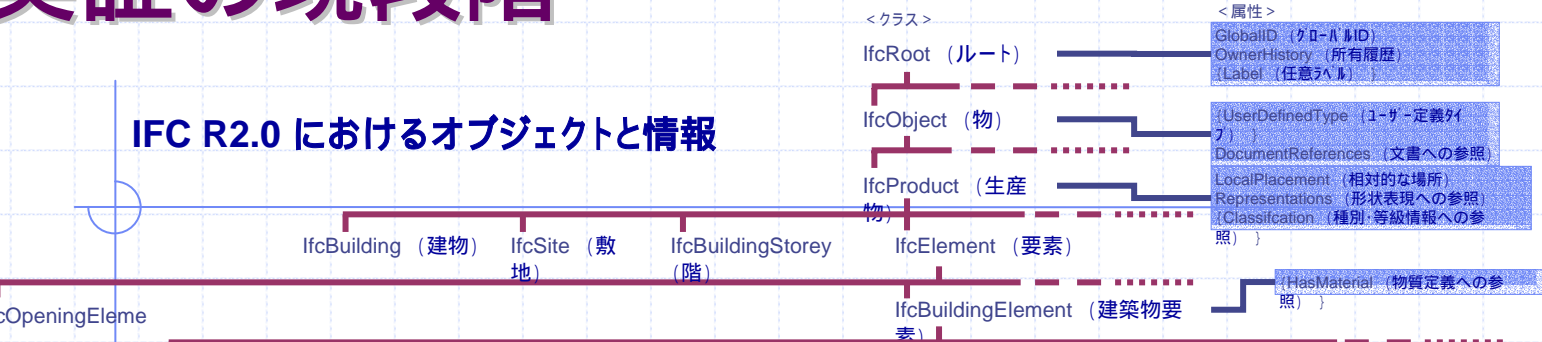 実証の現段階
<クラス>
<属性>
IfcRoot (ルート)
GlobalID (ｸﾞﾛｰﾊﾞﾙID)
OwnerHistory (所有履歴)
{Label (任意ﾗﾍﾞﾙ) }
IFC R2.0 におけるオブジェクトと情報
IfcObject (物)
{UserDefinedType (ﾕｰｻﾞｰ定義ﾀｲ
ﾌﾟ) }
DocumentReferences (文書への参照)
IfcProduct (生産
物)
LocalPlacement (相対的な場所)
Representations (形状表現への参照)
{Classifcation (種別･等級情報への参
照) }
IfcBuilding (建物)
IfcSite (敷
地)
IfcBuildingStorey
(階)
IfcElement (要素)
{HasMaterial (物質定義への参
照) }
cOpeningEleme
IfcBuildingElement (建築物要
素)